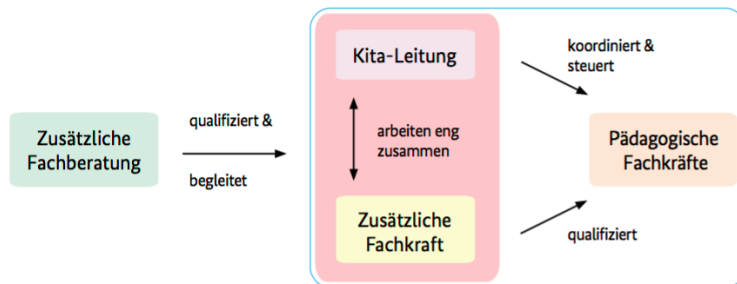 Zusätzliche
Fachberatung
qualifiziert &
begleitet
Kita-Leitung
arbeiten eng
zusammen
Zusätzliche
Fachkraft
koordiniert &
steuert
qualifiziert
Pädagogische
Fachkräfte